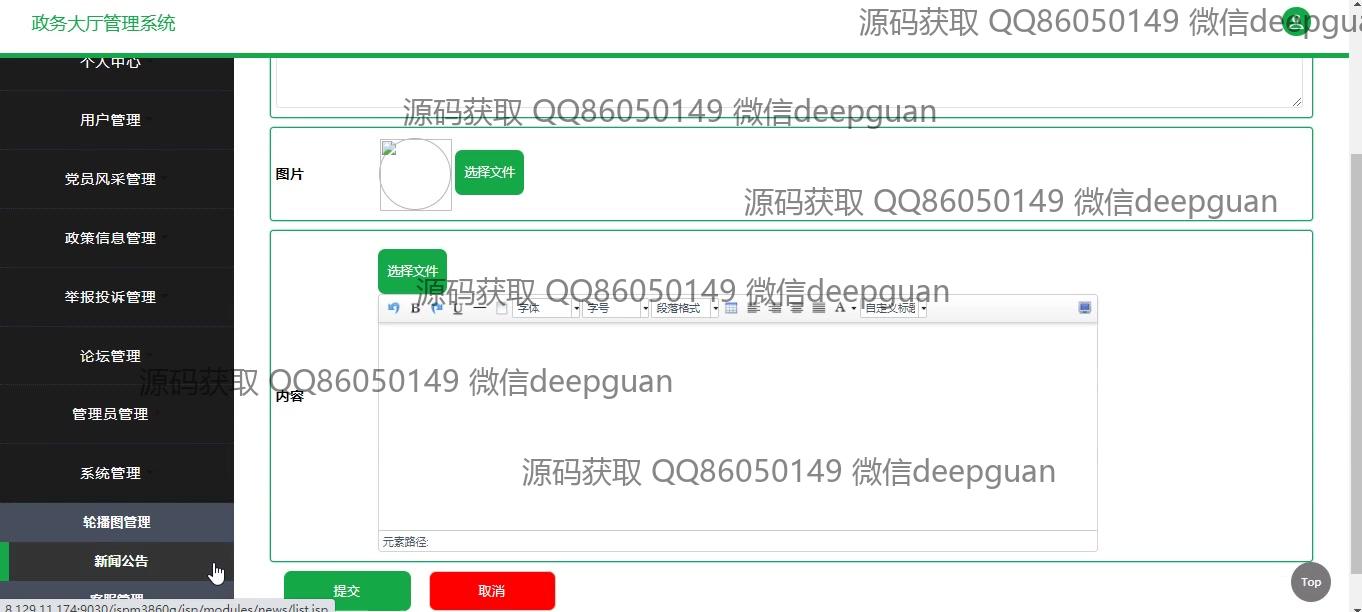 政务大厅管理系统
源码获取 QQ86050149 微信deepgua
个人中心
源码获取 QQ86050149 微信deepguan
用户管理
图片
选择文件
党员风采管理
源码获取 QQ86050149 微信deepguan
政策信息管理
选择文件
源码获取 QQ86050149 微信deepguan
举报投诉管理
B U 字体 字号 段落格式 A 自定义标题
论坛管理
源码获取 QQ86050149 微信deepguan
内容
管理员管理
源码获取 QQ86050149 微信deepguan
系统管理
轮播图管理
元素路径:
新闻公告
提交
取消
Top
客服管理
8.129.11.174:9030/jspm3860q/jsp/modules/news/list.jsp